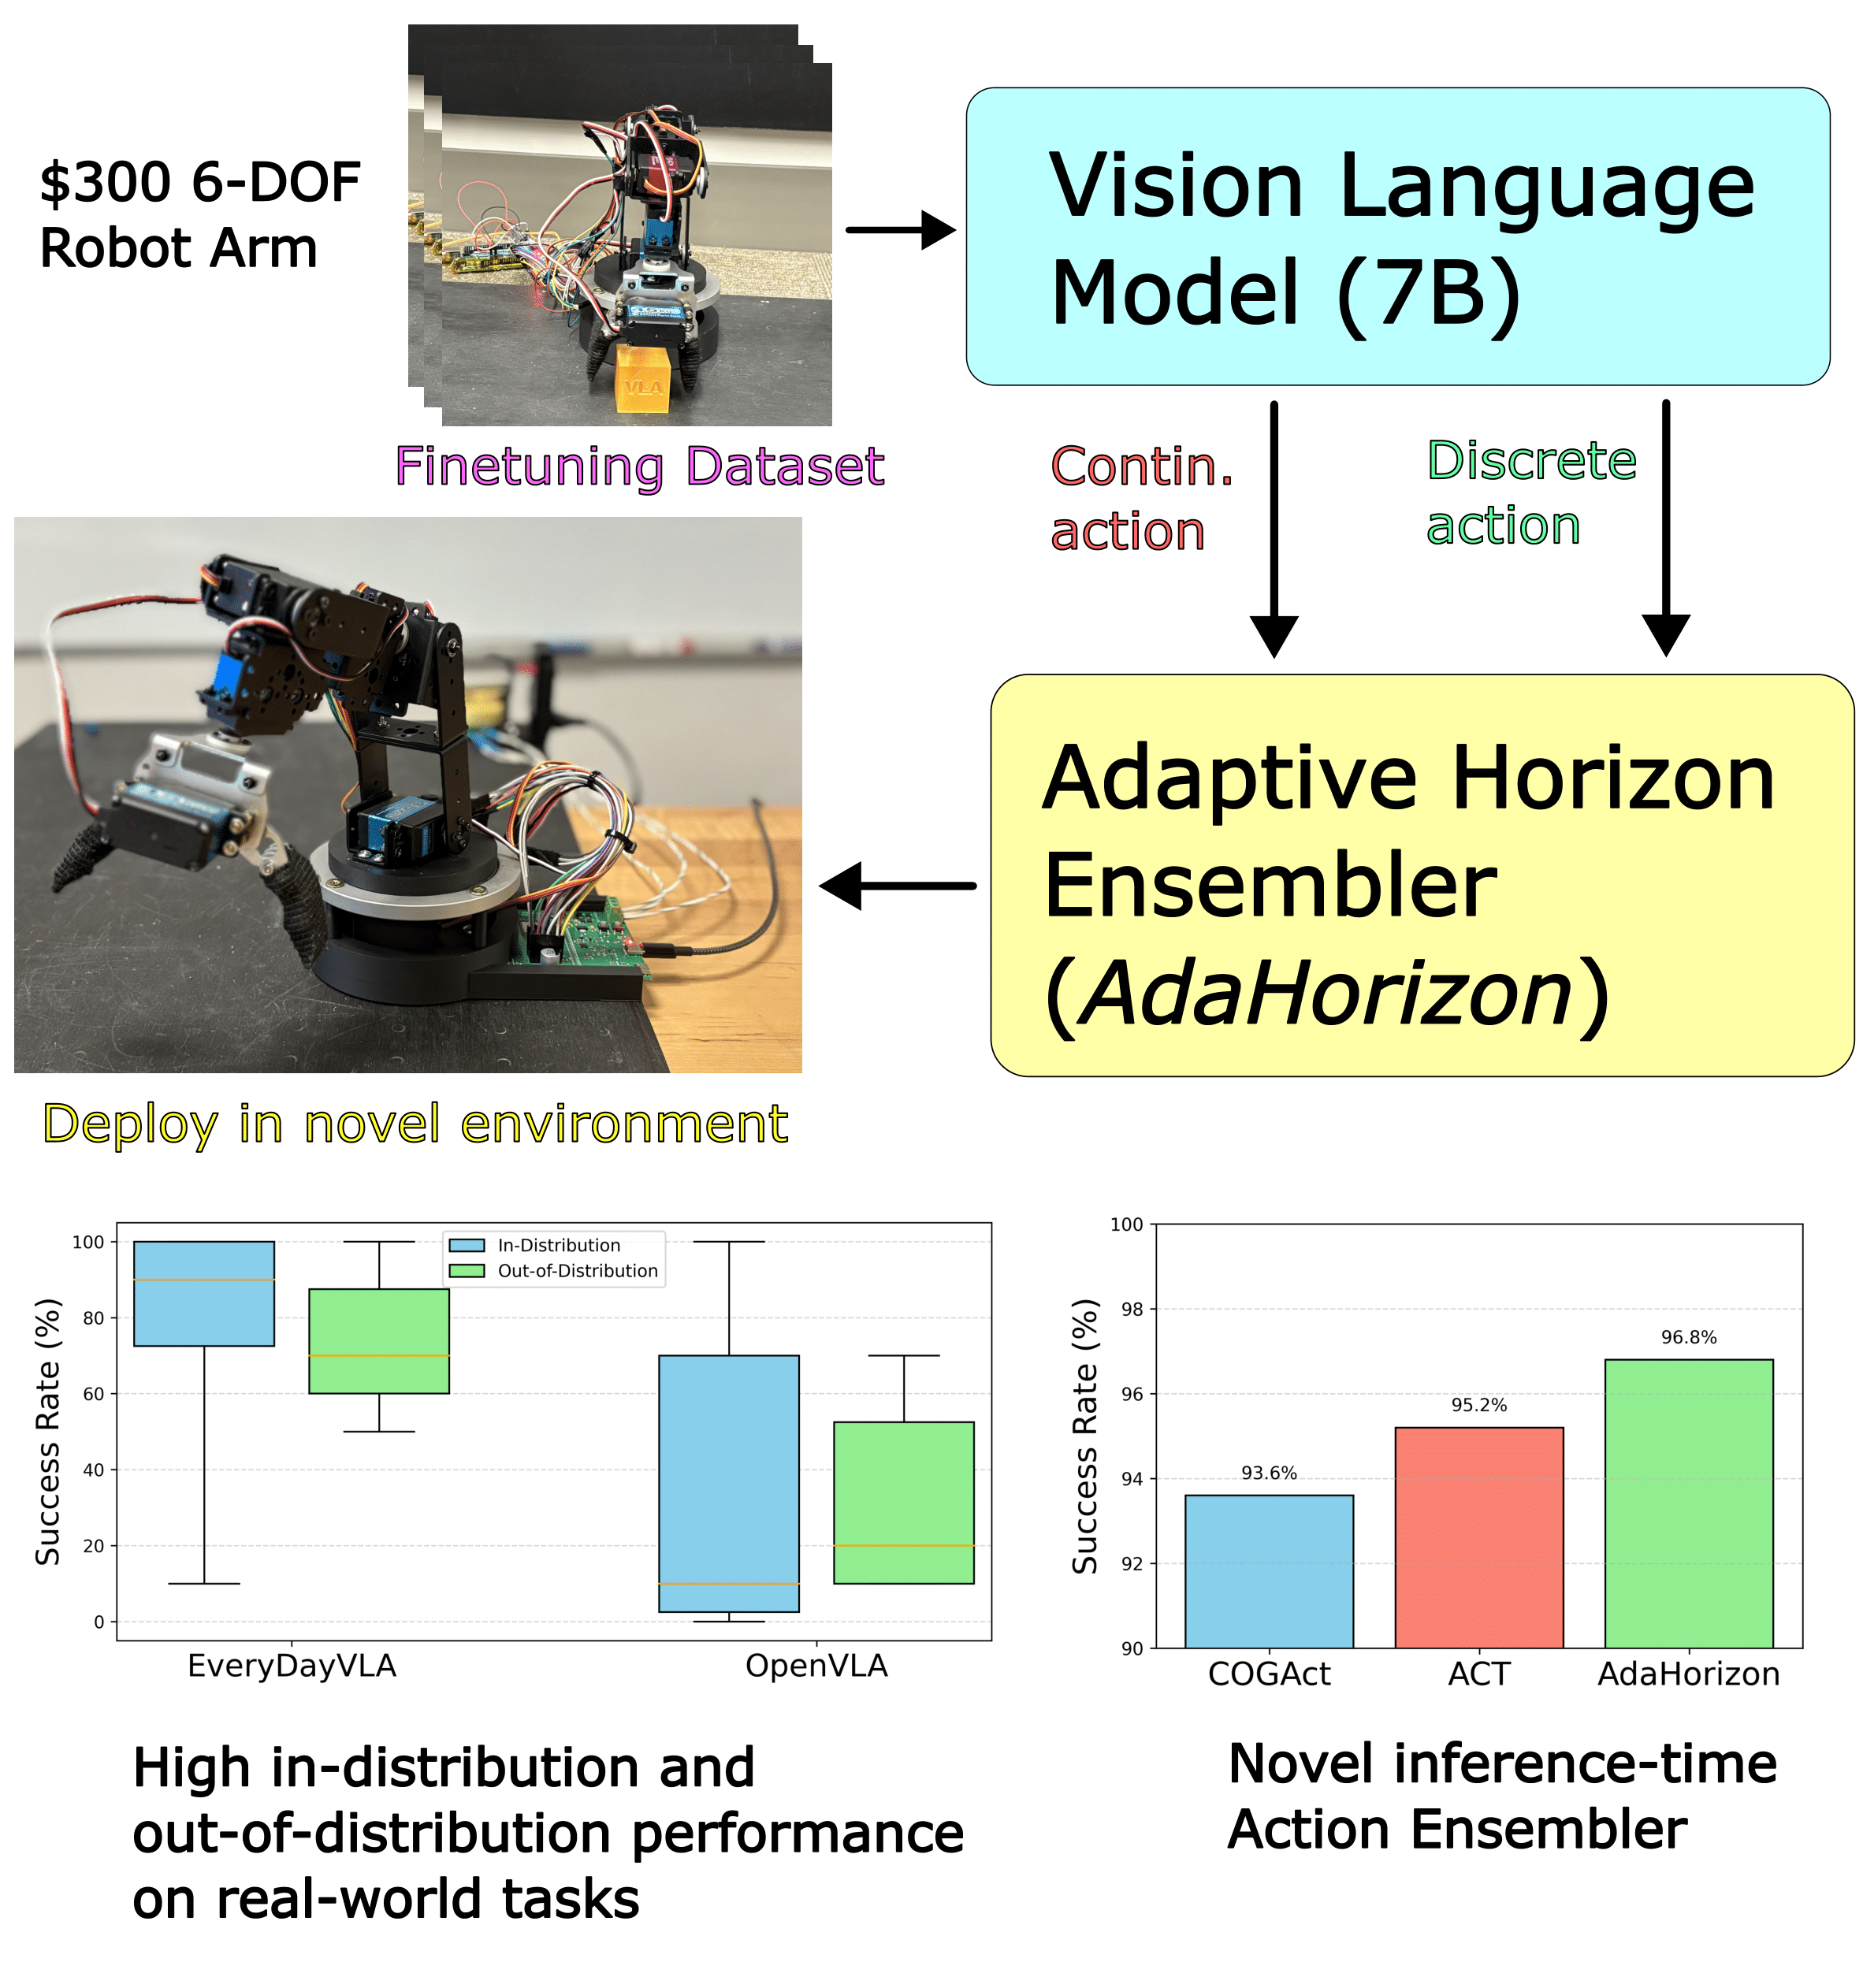 $300 6-DOF
Robot Arm
VLA
Finetuning Dataset
Vision Language
Model (7B)
Contin.
action
Discrete
action
Adaptive Horizon
Ensembler
(AdaHorizon)
Deploy in novel environment
Success Rate (%)
100
80
60
40
20
0
In-Distribution
Out-of-Distribution
EveryDayVLA
OpenVLA
High in-distribution and
out-of-distribution performance
on real-world tasks
Success Rate (%)
100
98
96
94
92
90
93.6%
95.2%
96.8%
COGAct
ACT
AdaHorizon
Novel inference-time
Action Ensembler